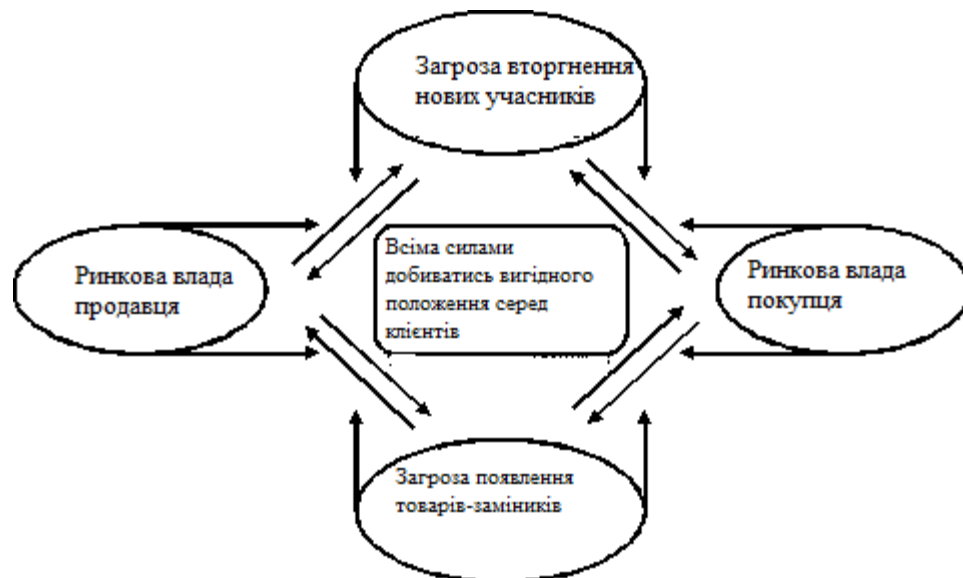 Загроза вторгнення
нових учасників
Ринкова влада
продавця
Всіма силами
добиватись вигідного
положення серед
клієнтів
Ринкова влада
покупця
Загроза появлення
товарів-заміників